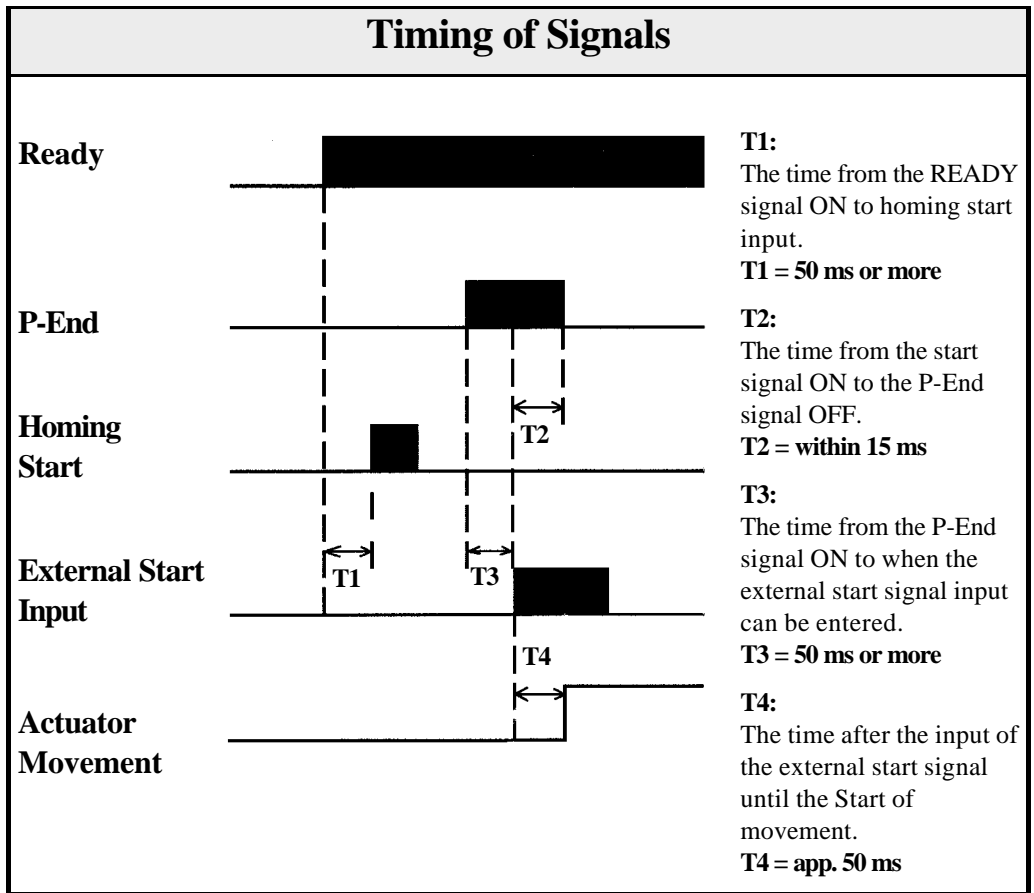 Timing of Signals
Ready
P-End
Homing
Start
External Start
Input
Actuator
Movement
T1
T2
T3
T4
T1:
The time from the READY
signal ON to homing start
input.
T1 = 50 ms or more
T2:
The time from the start
signal ON to the P-End
signal OFF.
T2 = within 15 ms
T3:
The time from the P-End
signal ON to when the
external start signal input
can be entered.
T3 = 50 ms or more
T4:
The time after the input of
the external start signal
until the Start of
movement.
T4 = app. 50 ms